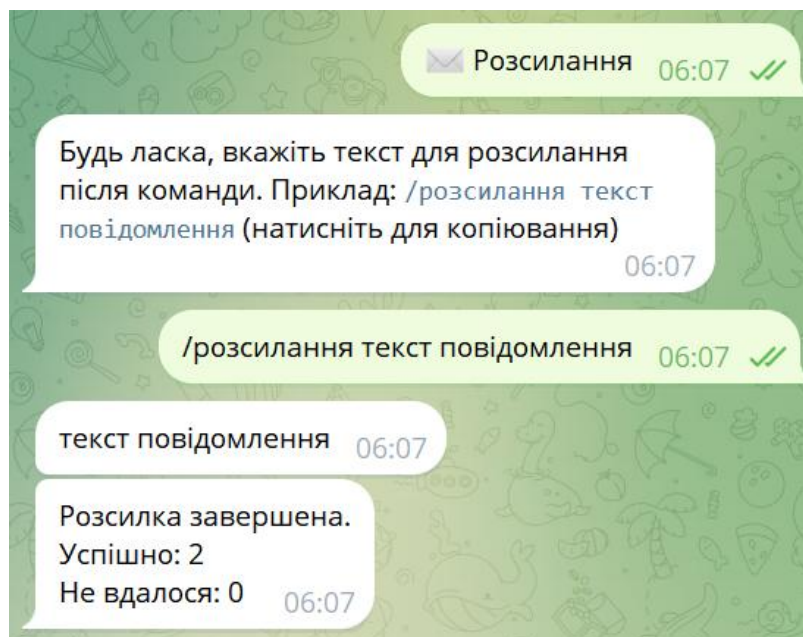 ✉️ Розсилання 06:07
Будь ласка, вкажіть текст для розсилання
після команди. Приклад: /розсилання текст
повідомлення (натисніть для копіювання)
06:07
/розсилання текст повідомлення 06:07
текст повідомлення 06:07
Розсилка завершена.
Успішно: 2
Не вдалося: 0 06:07